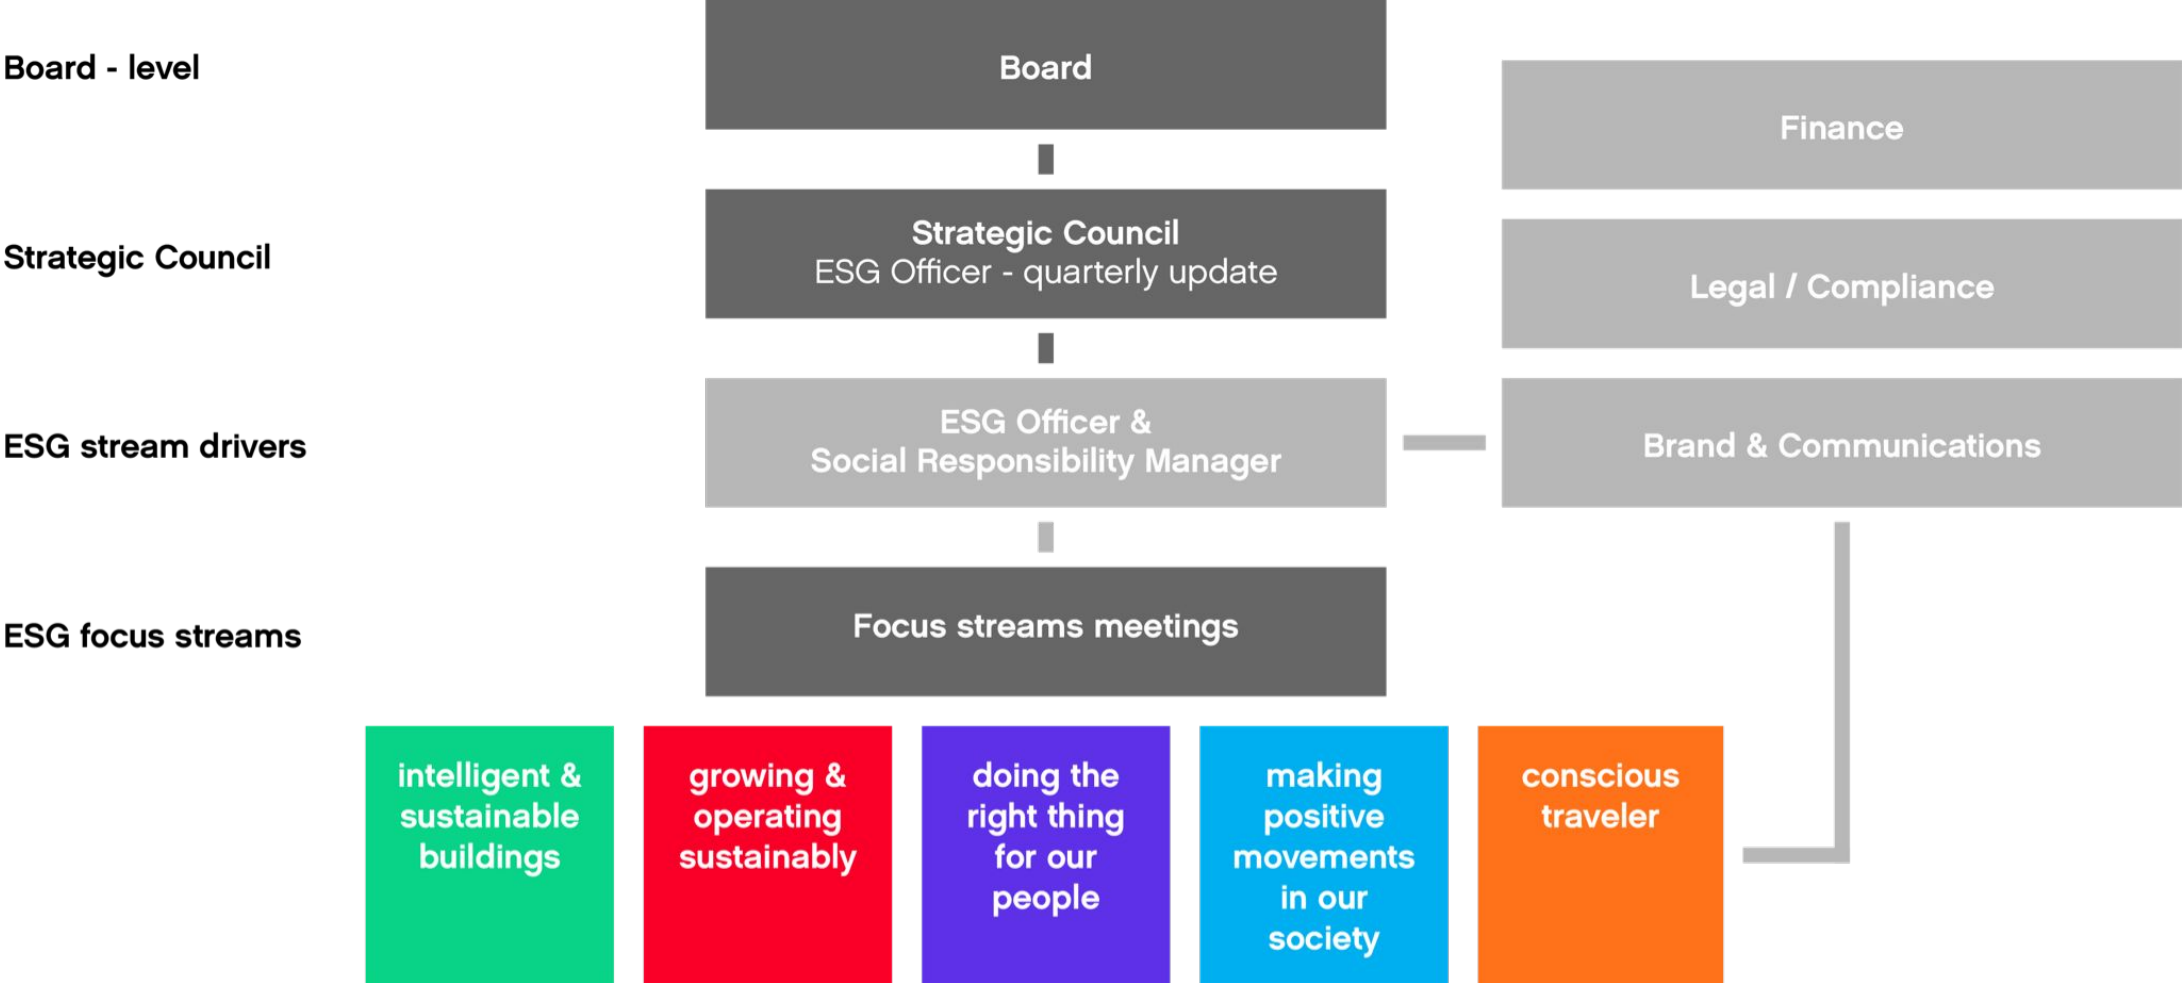 Board - level
Board
Finance
Strategic Council
Strategic Council
ESG Officer - quarterly update
Legal / Compliance
ESG stream drivers
ESG Officer &
Social Responsibility Manager
Brand & Communications
ESG focus streams
Focus streams meetings
intelligent &
sustainable
buildings
growing &
operating
sustainably
doing the
right thing
for our
people
making
positive
movements
in our
society
conscious
traveler